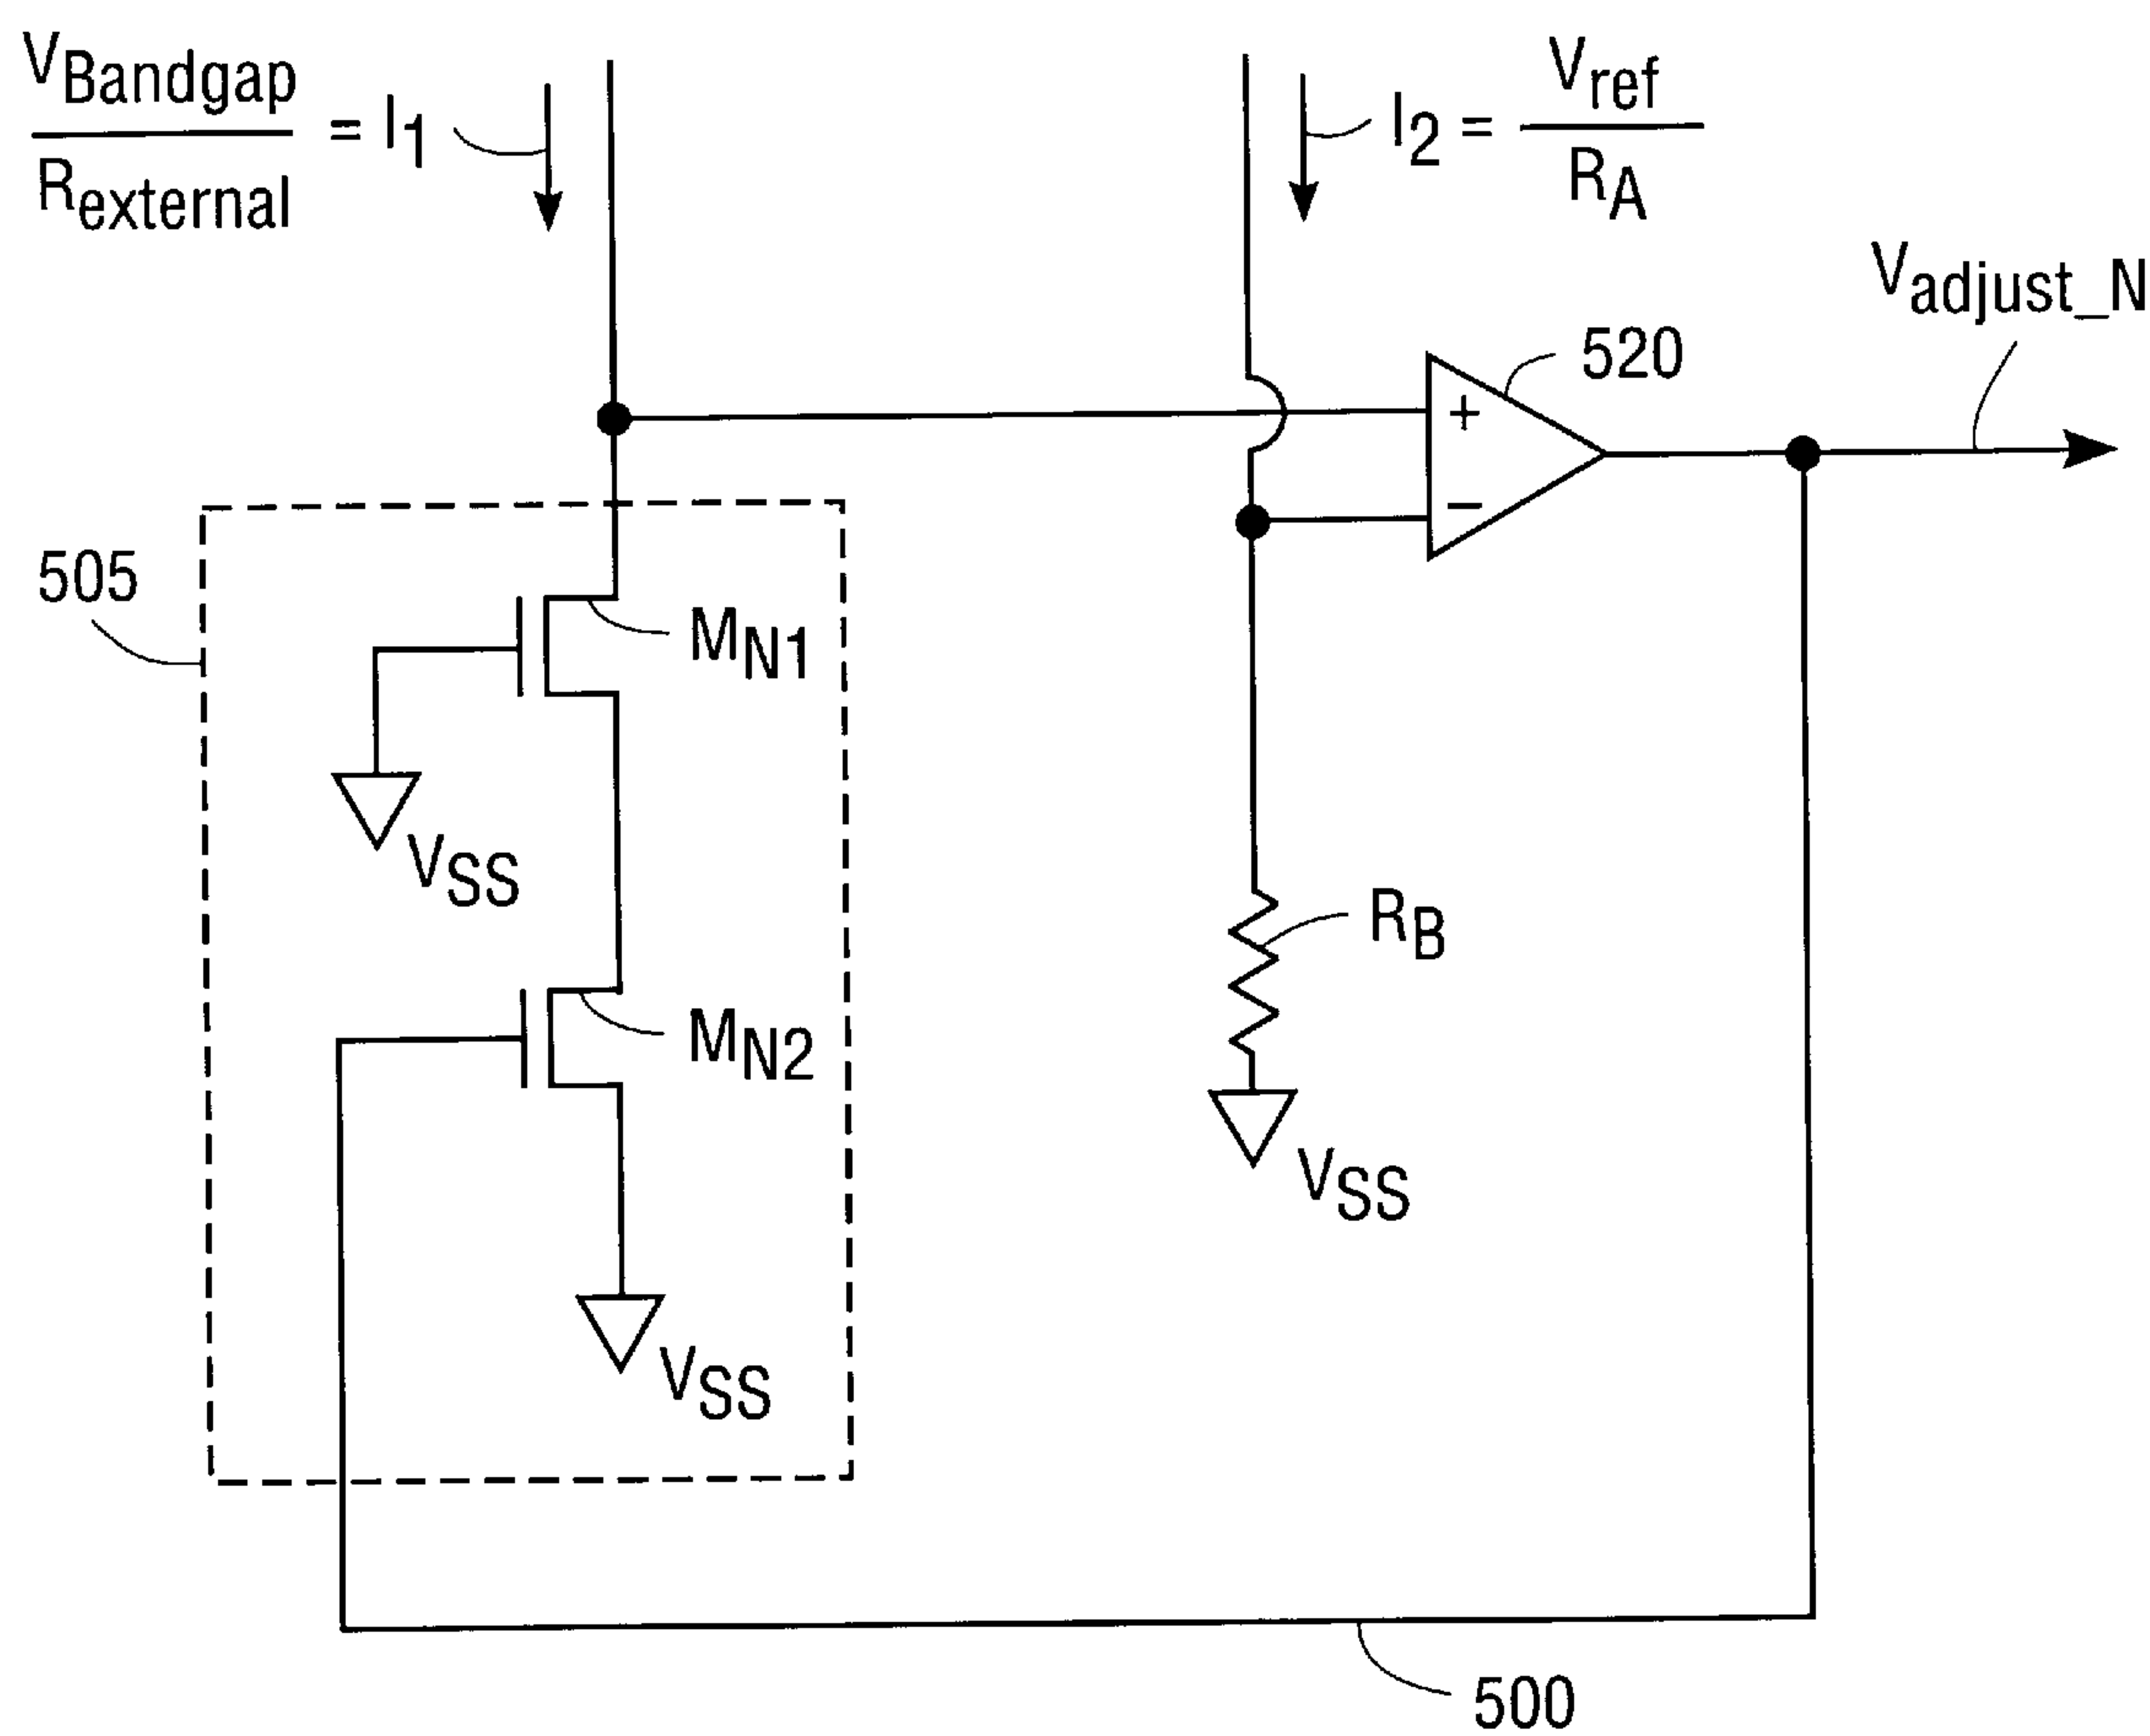 VBandgap
Rexternal
= I1
I2 =
Vref
RA
Vadjust_N
520
+
−
505
MN1
VSS
RB
MN2
VSS
VSS
500